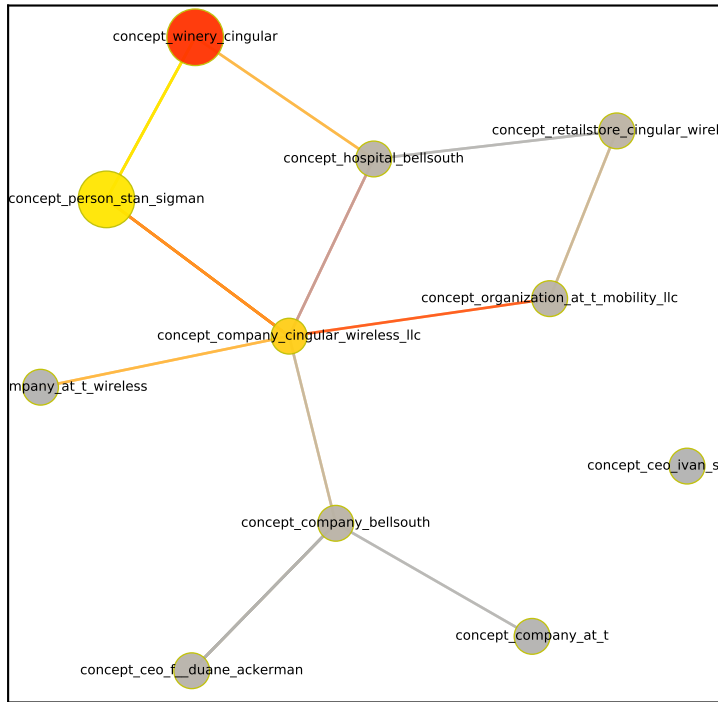 concept_winery_cingular
concept_retailstore_cingular_wirel
concept_hospital_bellsouth
concept_person_stan_sigman
concept_organization_at_t_mobility_llc
concept_company_cingular_wireless_llc
mpany_at_t_wireless
concept_ceo_ivan_s
concept_company_bellsouth
concept_company_at_t
concept_ceo_f__duane_ackerman